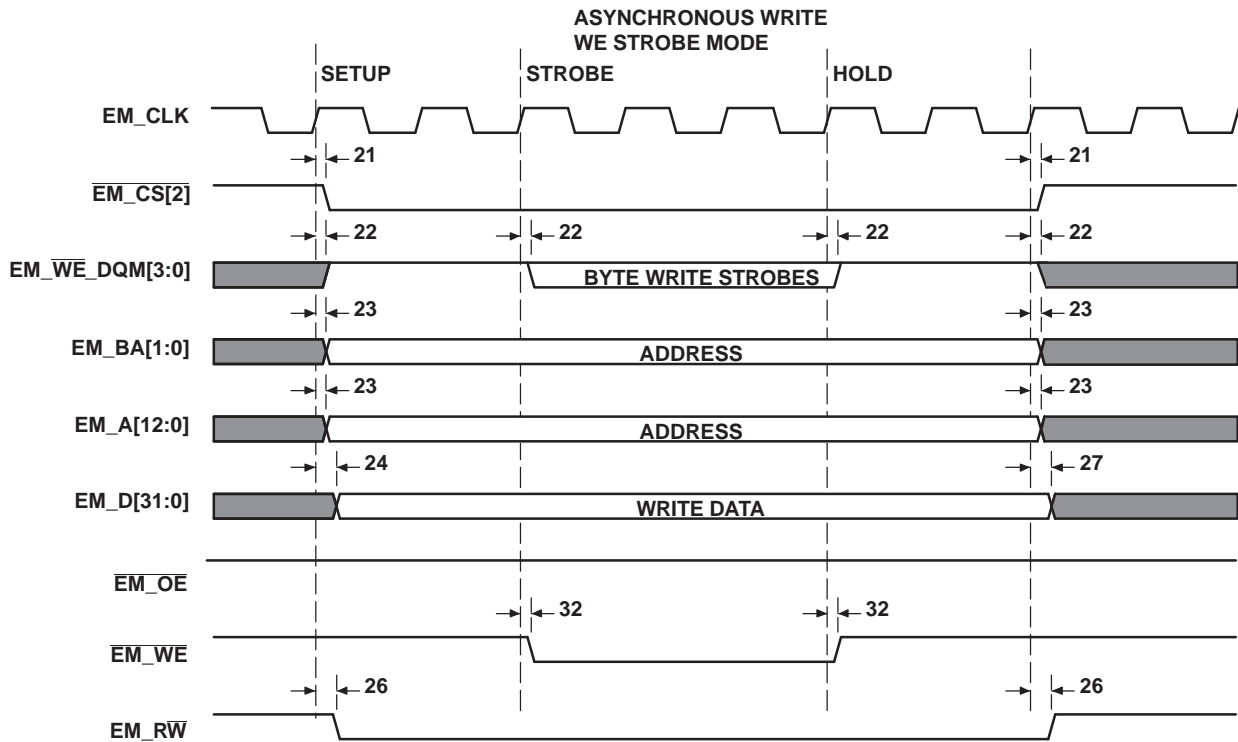 ASYNCHRONOUS WRITE
WE STROBE MODE
SETUP STROBE HOLD
EM_CLK
21 21
EM_CS[2]
22 22 22 22
EM_WE_DQM[3:0] BYTE WRITE STROBES
23 23
EM_BA[1:0] ADDRESS
23 23
EM_A[12:0] ADDRESS
24 27
EM_D[31:0] WRITE DATA
EM_OE
32 32
EM_WE
26 26
EM_RW